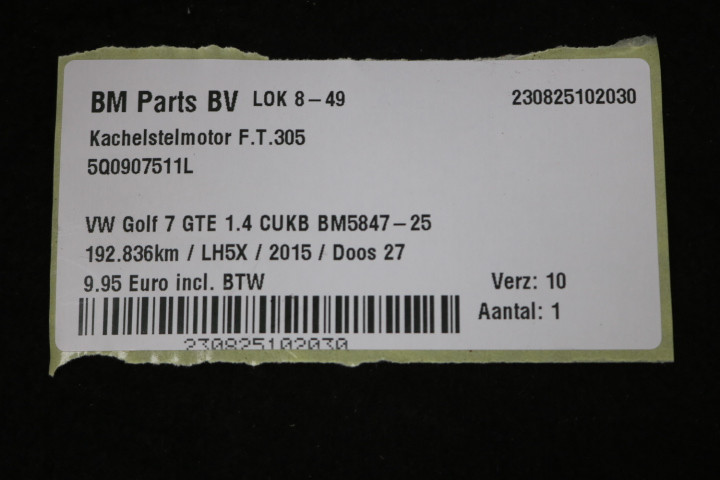 BM Parts BV LOK 8-49 230825102030
Kachelstelmotor F.T.305
5Q0907511L
VW Golf 7 GTE 1.4 CUKB BM5847-25
192.836km / LH5X / 2015 / Doos 27
9.95 Euro incl. BTW Verz: 10
Aantal: 1
230825102030